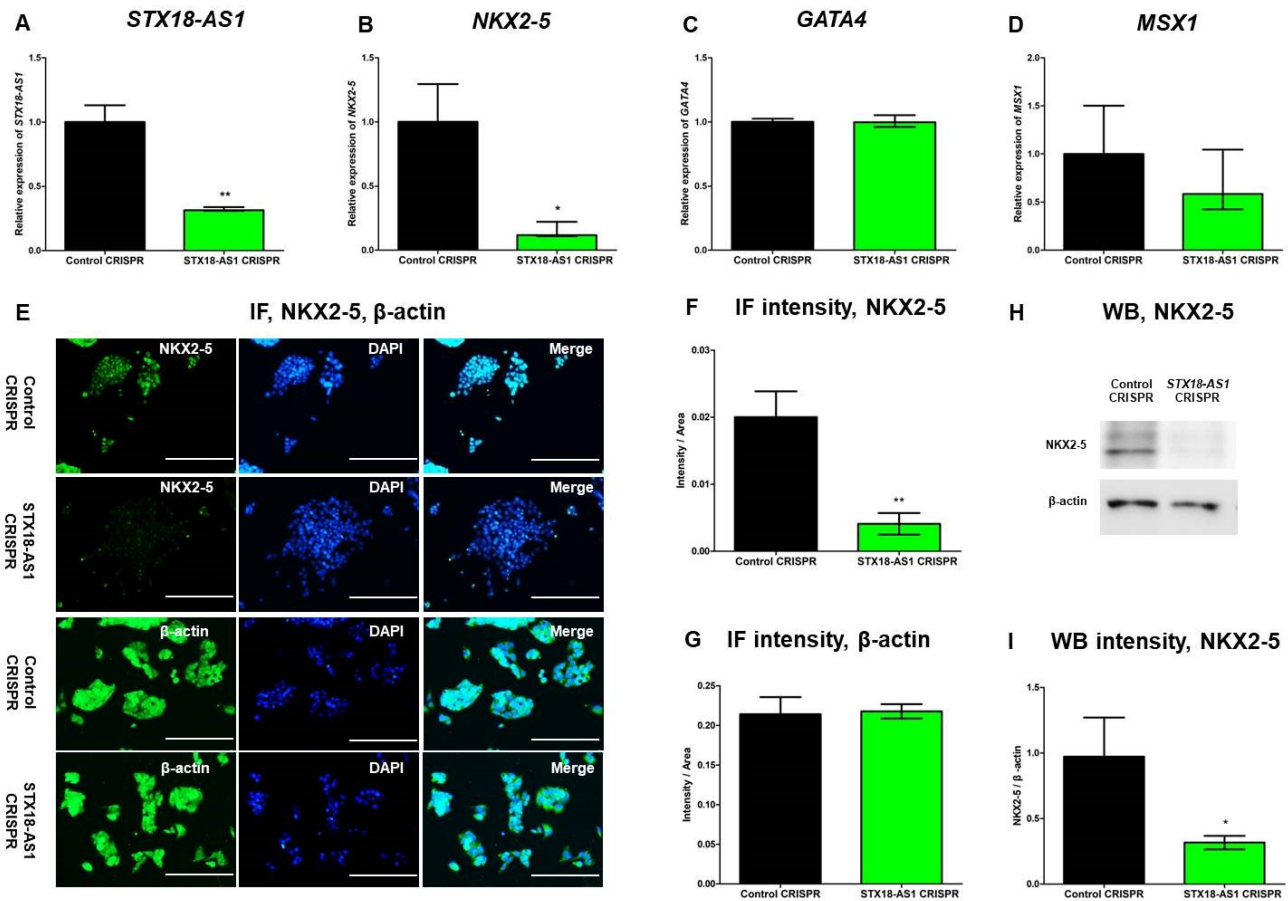 A
STX18-AS1
Relative expression of STX18-AS1
1.5
1.0
0.5
0.0
**
Control CRISPR
STX18-AS1 CRISPR
B
NKX2-5
Relative expression of NKX2-5
1.5
1.0
0.5
0.0
*
Control CRISPR
STX18-AS1 CRISPR
C
GATA4
Relative expression of GATA4
1.5
1.0
0.5
0.0
Control CRISPR
STX18-AS1 CRISPR
D
MSX1
Relative expression of MSX1
2.0
1.5
1.0
0.5
0.0
Control CRISPR
STX18-AS1 CRISPR
E
IF, NKX2-5, β-actin
Control
CRISPR
NKX2-5
DAPI
Merge
STX18-AS1
CRISPR
NKX2-5
DAPI
Merge
Control
CRISPR
β-actin
DAPI
Merge
STX18-AS1
CRISPR
β-actin
DAPI
Merge
F
IF intensity, NKX2-5
Intensity / Area
0.03
0.02
0.01
0.00
**
Control CRISPR
STX18-AS1 CRISPR
G
IF intensity, β-actin
Intensity / Area
0.25
0.20
0.15
0.10
0.05
0.00
Control CRISPR
STX18-AS1 CRISPR
H
WB, NKX2-5
Control
CRISPR
STX18-AS1
CRISPR
NKX2-5
β-actin
I
WB intensity, NKX2-5
NKX2-5 / β -actin
1.5
1.0
0.5
0.0
*
Control CRISPR
STX18-AS1 CRISPR